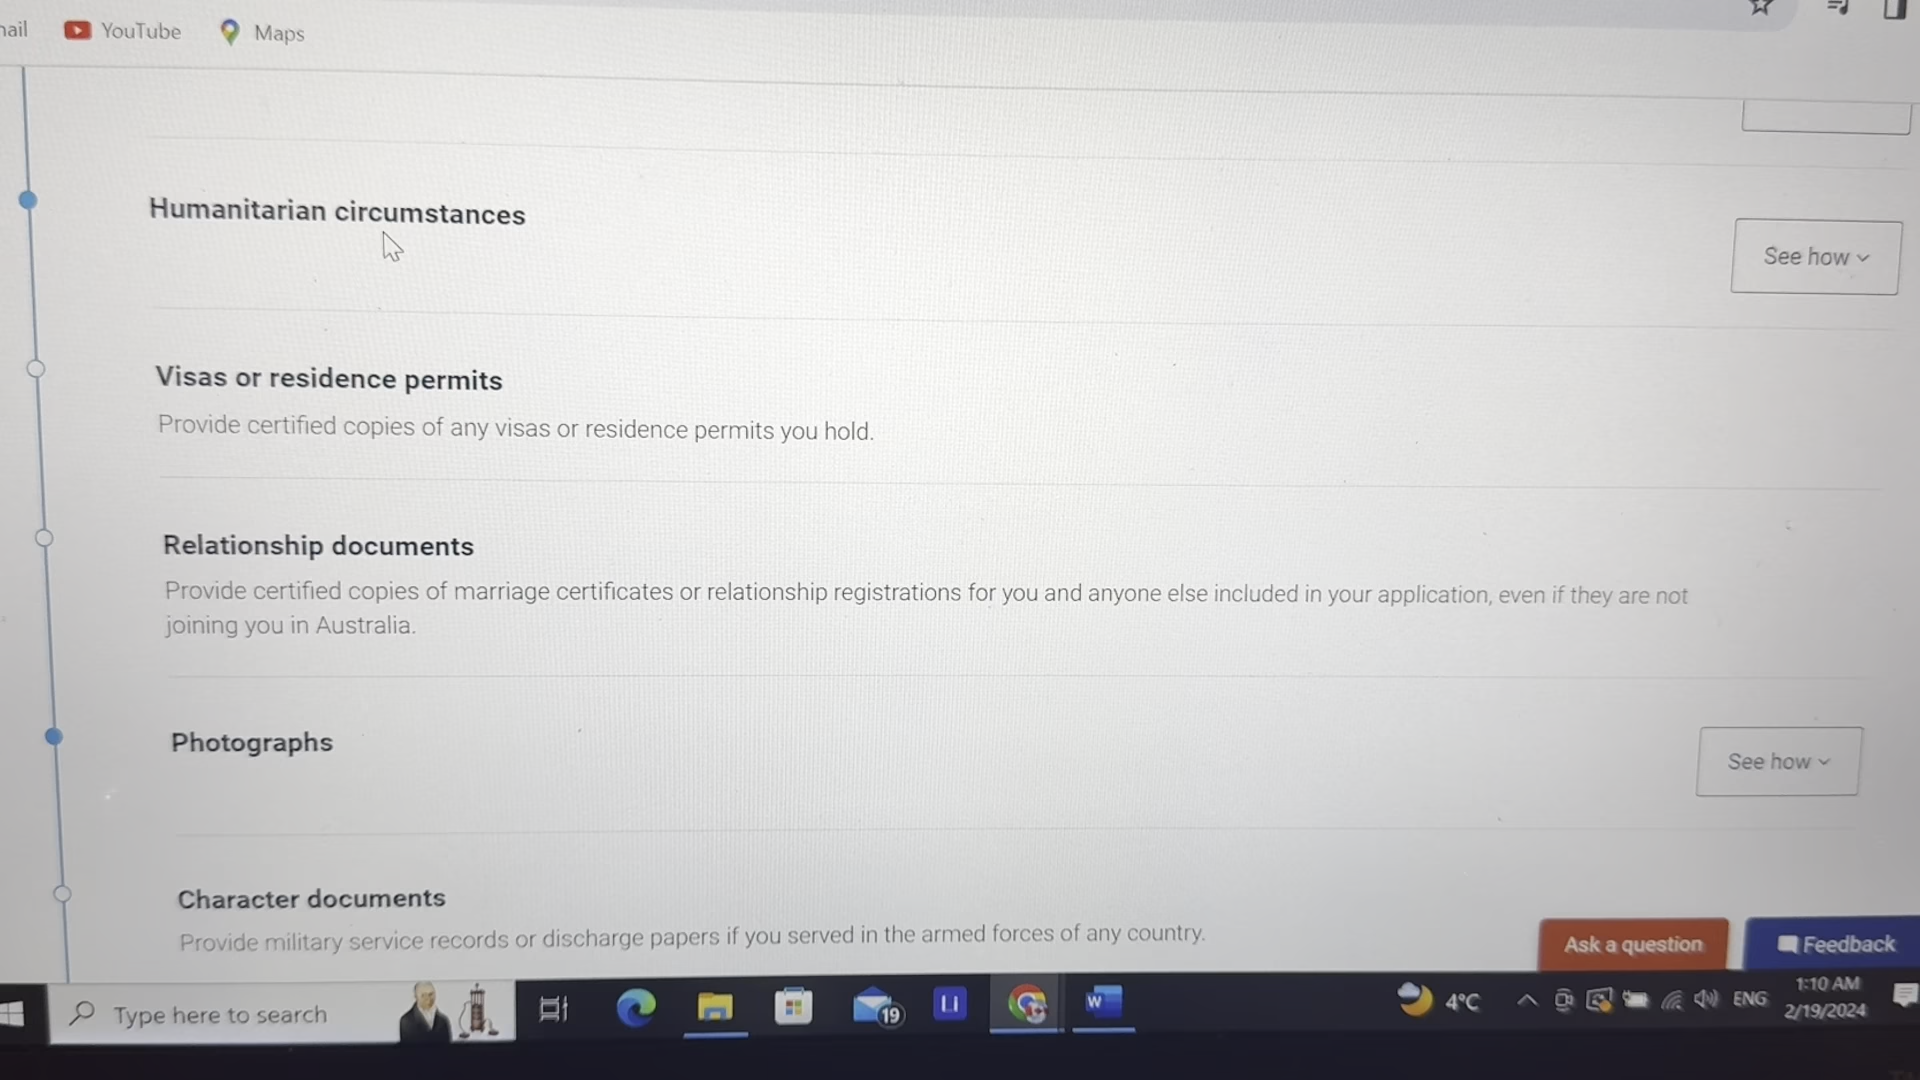 YouTube
Maps
Humanitarian circumstances
See how
Visas or residence permits
Provide certified copies of any visas or residence permits you hold.
Relationship documents
Provide certified copies of marriage certificates or relationship registrations for you and anyone else included in your application, even if they are not
joining you in Australia.
Photographs
See how
Character documents
Provide military service records or discharge papers if you served in the armed forces of any country.
Ask a question
Feedback
Type here to search
19
Li
W
4°C
ENG
1:10 AM
2/19/2024